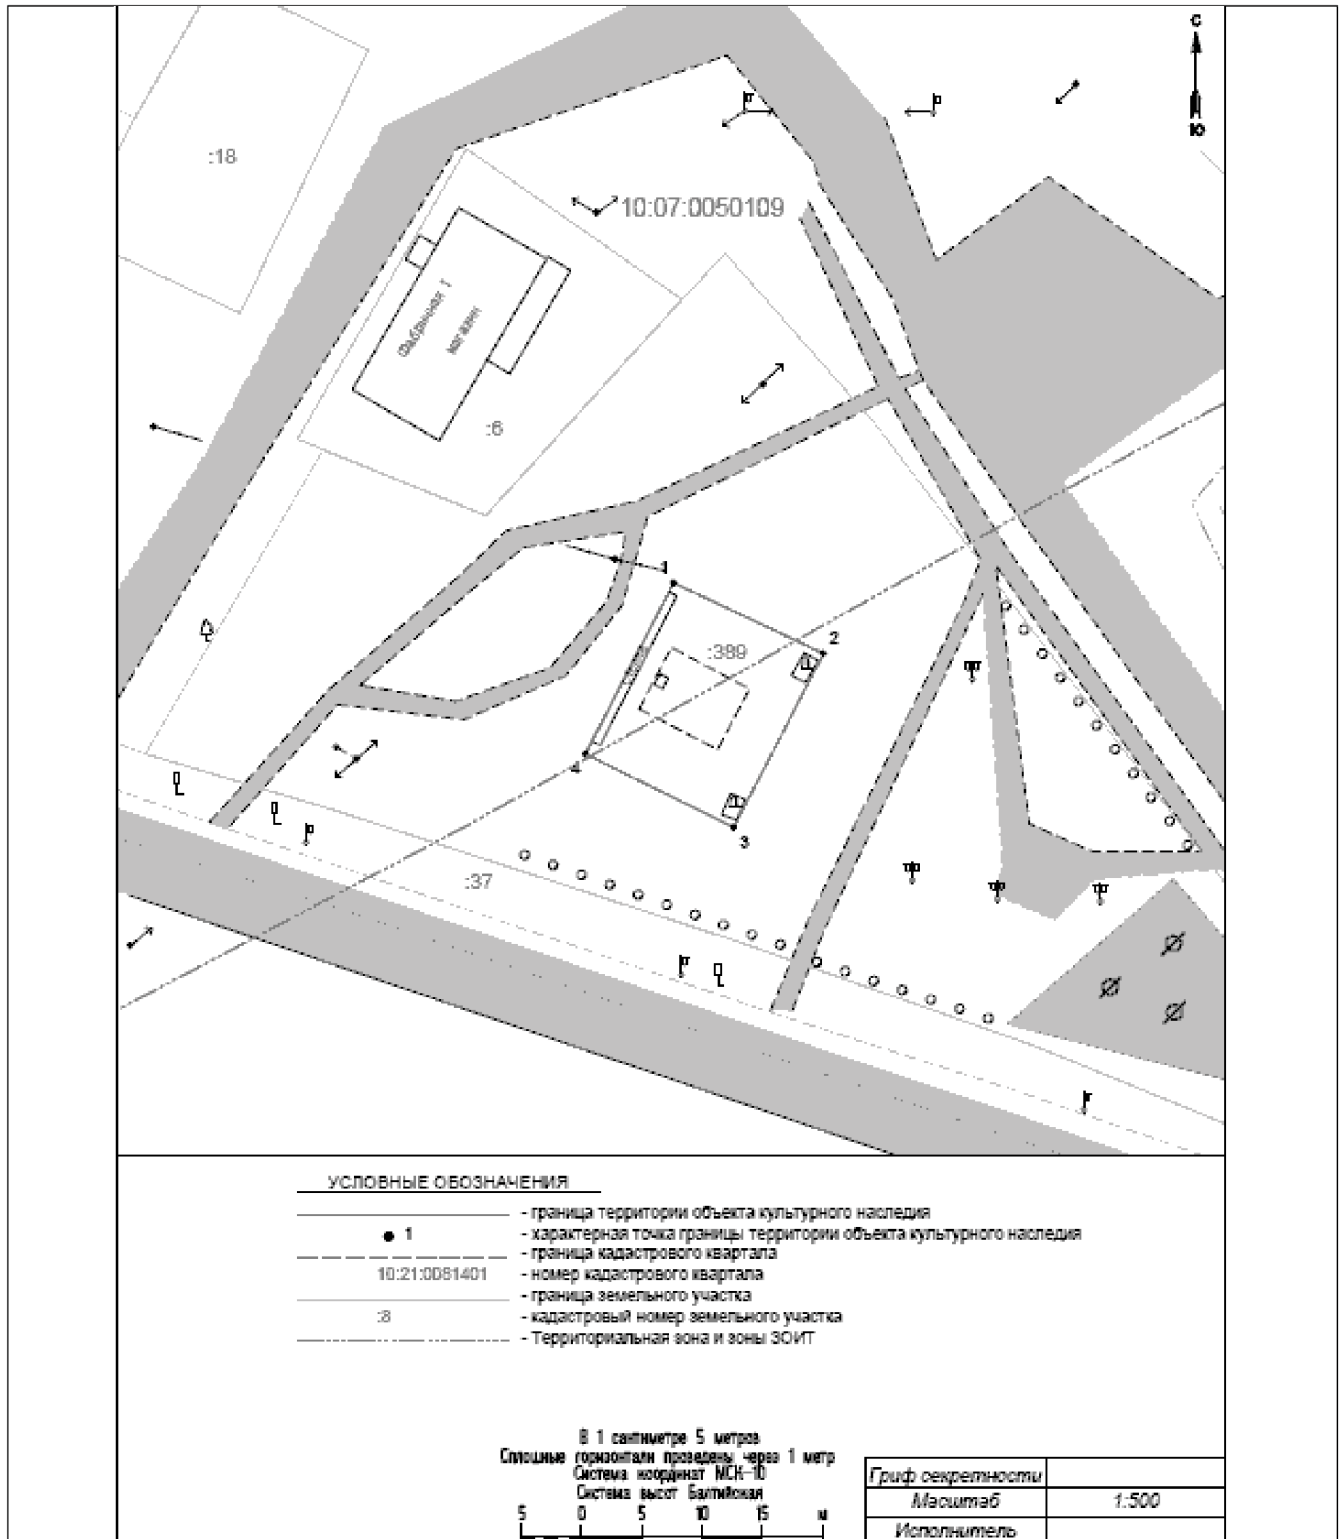 С
Ю
:18
10:07:0050109
Фабричная 1
магазин
:6
1
2
:389
4
3
:37
УСЛОВНЫЕ ОБОЗНАЧЕНИЯ
- граница территории объекта культурного наследия
1 - характерная точка границы территории объекта культурного наследия
- граница кадастрового квартала
10:21:0081401 - номер кадастрового квартала
- граница земельного участка
:8 - кадастровый номер земельного участка
- Территориальная зона и зоны ЗОИТ
В 1 сантиметре 5 метров
Сплошные горизонтали проведены через 1 метр
Система координат МСК-10
Система высот Балтийская
5 0 5 10 15 м
Гриф секретности
Масштаб 1:500
Исполнитель